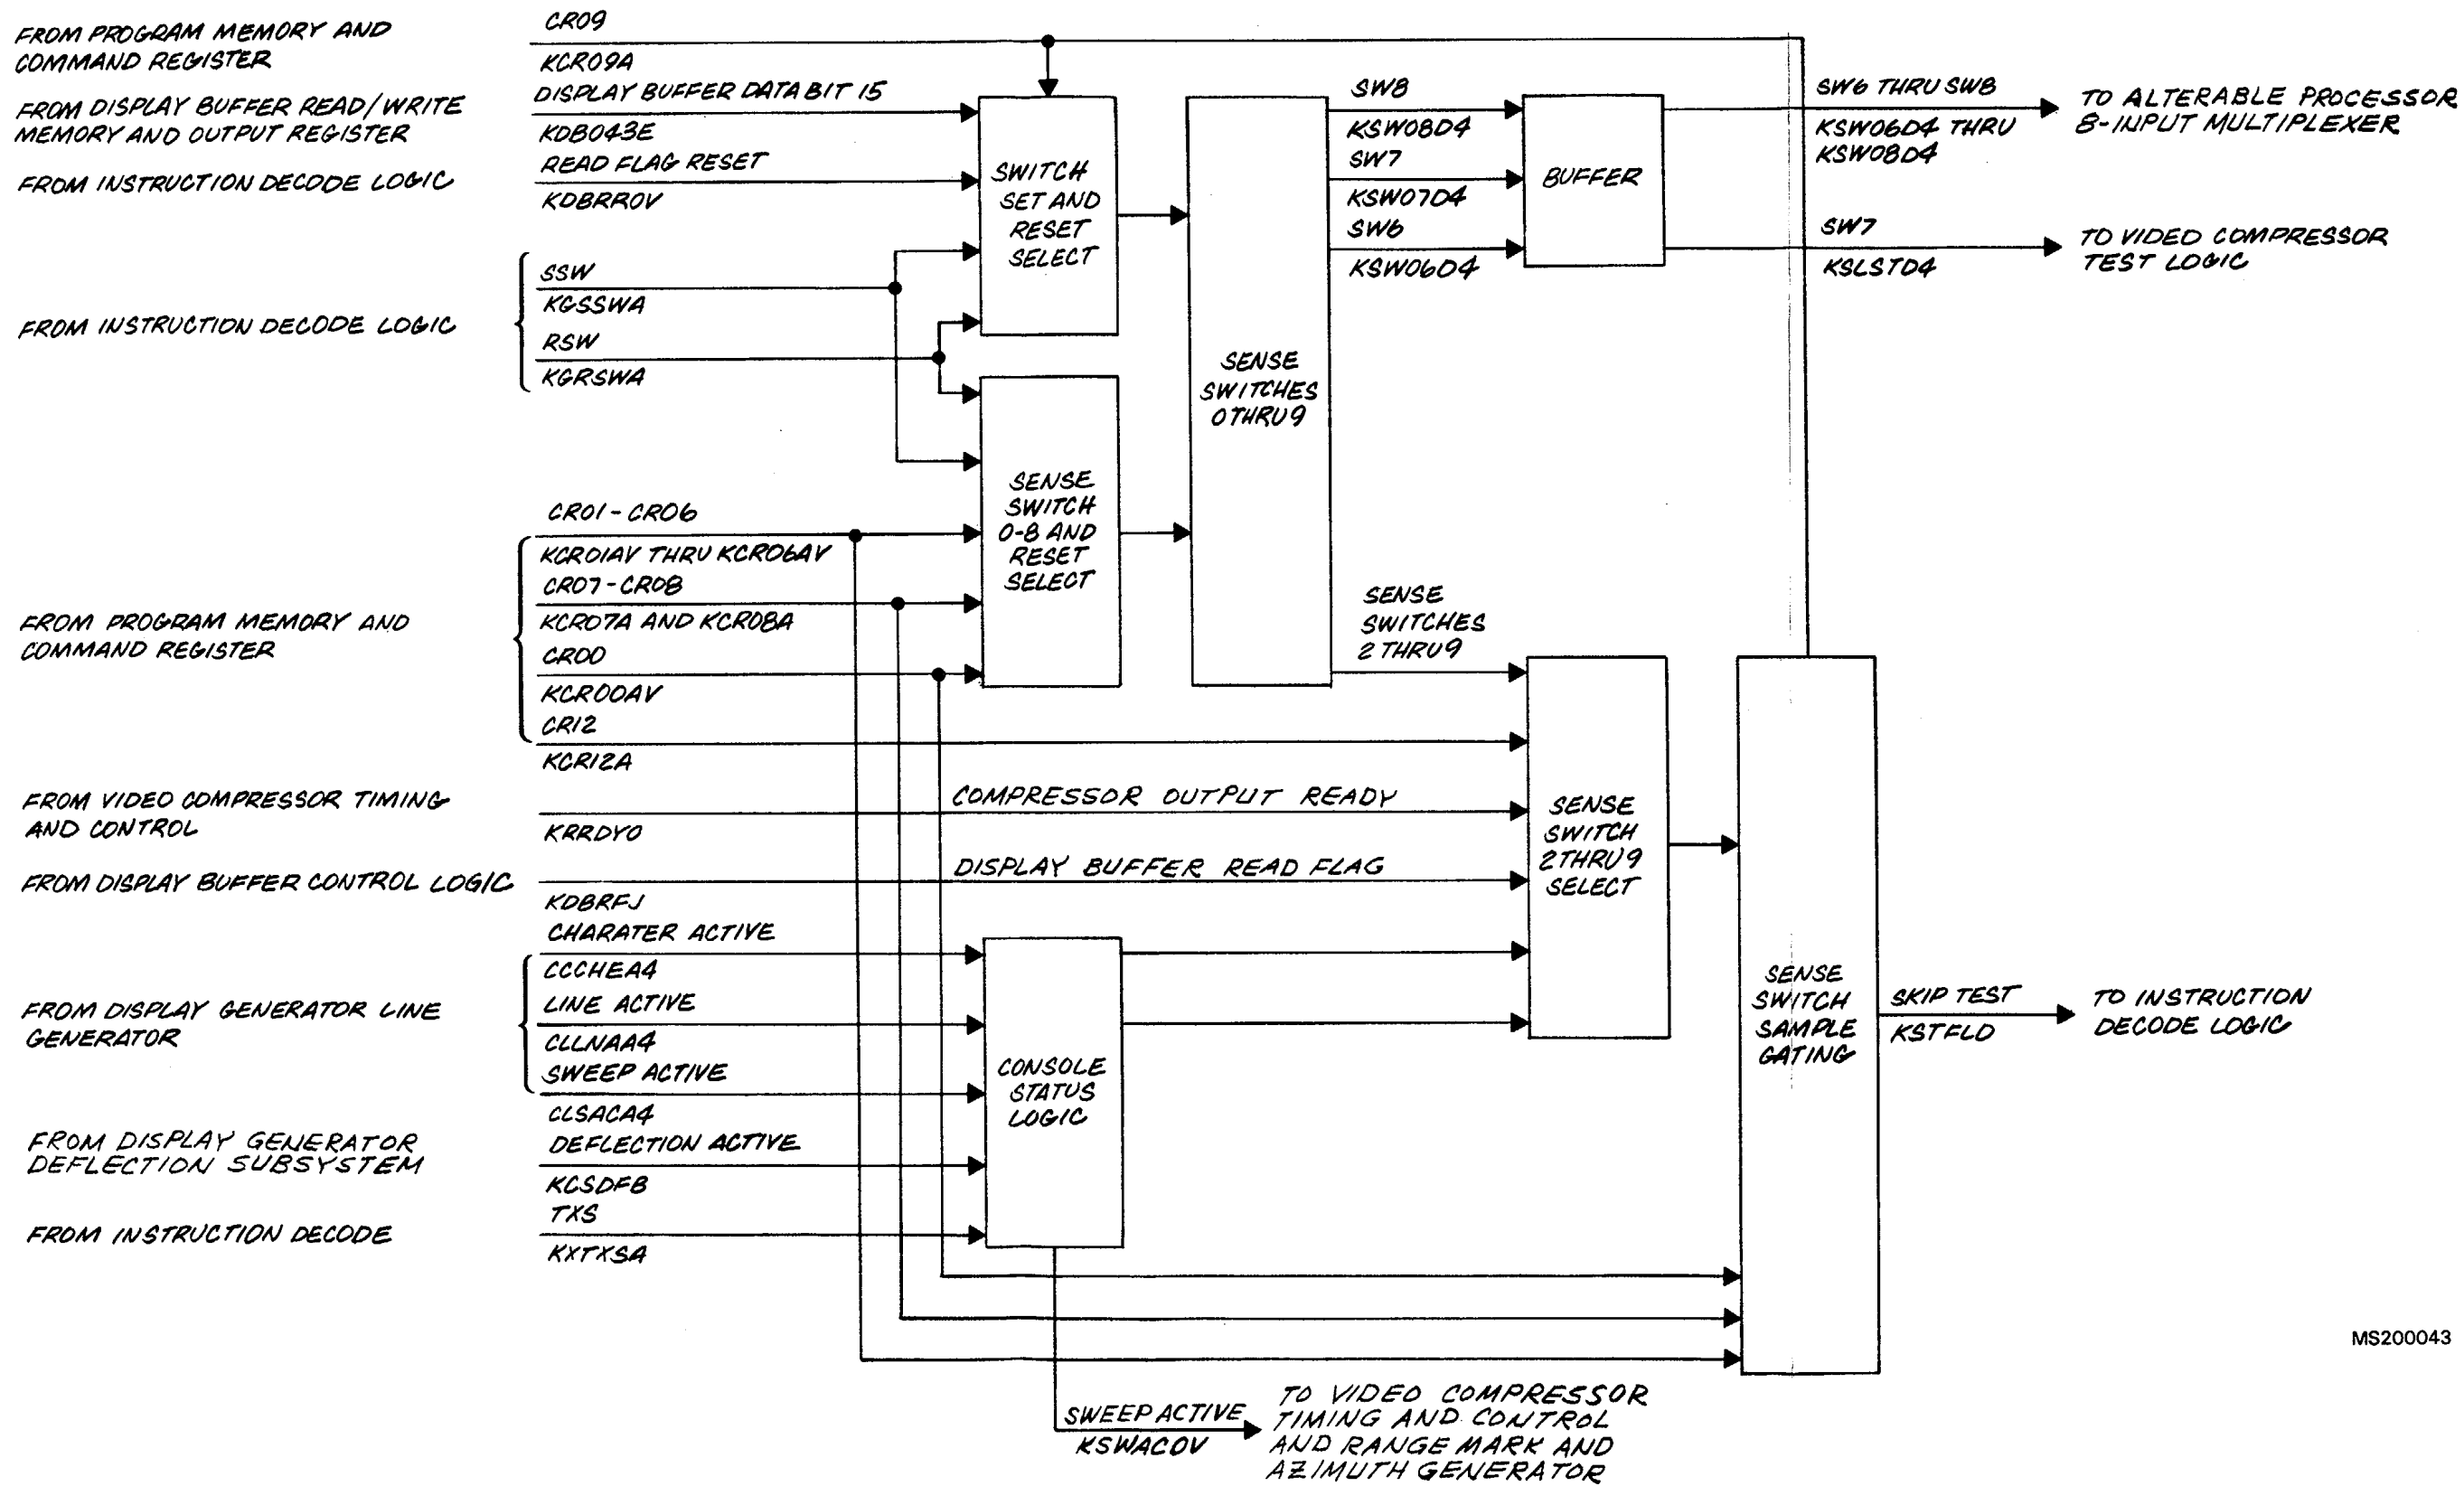 FROM PROGRAM MEMORY AND
COMMAND REGISTER
CR09
KCR09A
FROM DISPLAY BUFFER READ/WRITE
MEMORY AND OUTPUT REGISTER
DISPLAY BUFFER DATA BIT 15
KDB043E
FROM INSTRUCTION DECODE LOGIC
READ FLAG RESET
KDBRROV
FROM INSTRUCTION DECODE LOGIC
SSW
KGSSWA
RSW
KGRSWA
SWITCH
SET AND
RESET
SELECT
SENSE
SWITCHES
0 THRU 9
SW8
KSW08D4
SW7
KSW07D4
SW6
KSW06D4
BUFFER
SW6 THRU SW8
KSW06D4 THRU
KSW08D4
TO ALTERABLE PROCESSOR
8-INPUT MULTIPLEXER
SW7
KSLSTD4
TO VIDEO COMPRESSOR
TEST LOGIC
FROM PROGRAM MEMORY AND
COMMAND REGISTER
CR01-CR06
KCR01AV THRU KCR06AV
CR07-CR08
KCR07A AND KCR08A
CR00
KCR00AV
CR12
KCR12A
SENSE
SWITCH
0-8 AND
RESET
SELECT
SENSE
SWITCHES
2 THRU 9
FROM VIDEO COMPRESSOR TIMING
AND CONTROL
COMPRESSOR OUTPUT READY
KRRDYO
FROM DISPLAY BUFFER CONTROL LOGIC
DISPLAY BUFFER READ FLAG
KDBRFJ
SENSE
SWITCH
2 THRU 9
SELECT
FROM DISPLAY GENERATOR LINE
GENERATOR
CHARATER ACTIVE
CCCHEA4
LINE ACTIVE
CLLNAA4
SWEEP ACTIVE
CLSACA4
FROM DISPLAY GENERATOR
DEFLECTION SUBSYSTEM
DEFLECTION ACTIVE
KCSDFB
FROM INSTRUCTION DECODE
TXS
KXTXSA
CONSOLE
STATUS
LOGIC
SENSE
SWITCH
SAMPLE
GATING
SKIP TEST
KSTFLD
TO INSTRUCTION
DECODE LOGIC
SWEEP ACTIVE
KSWACOV
TO VIDEO COMPRESSOR
TIMING AND CONTROL
AND RANGE MARK AND
AZIMUTH GENERATOR
MS200043